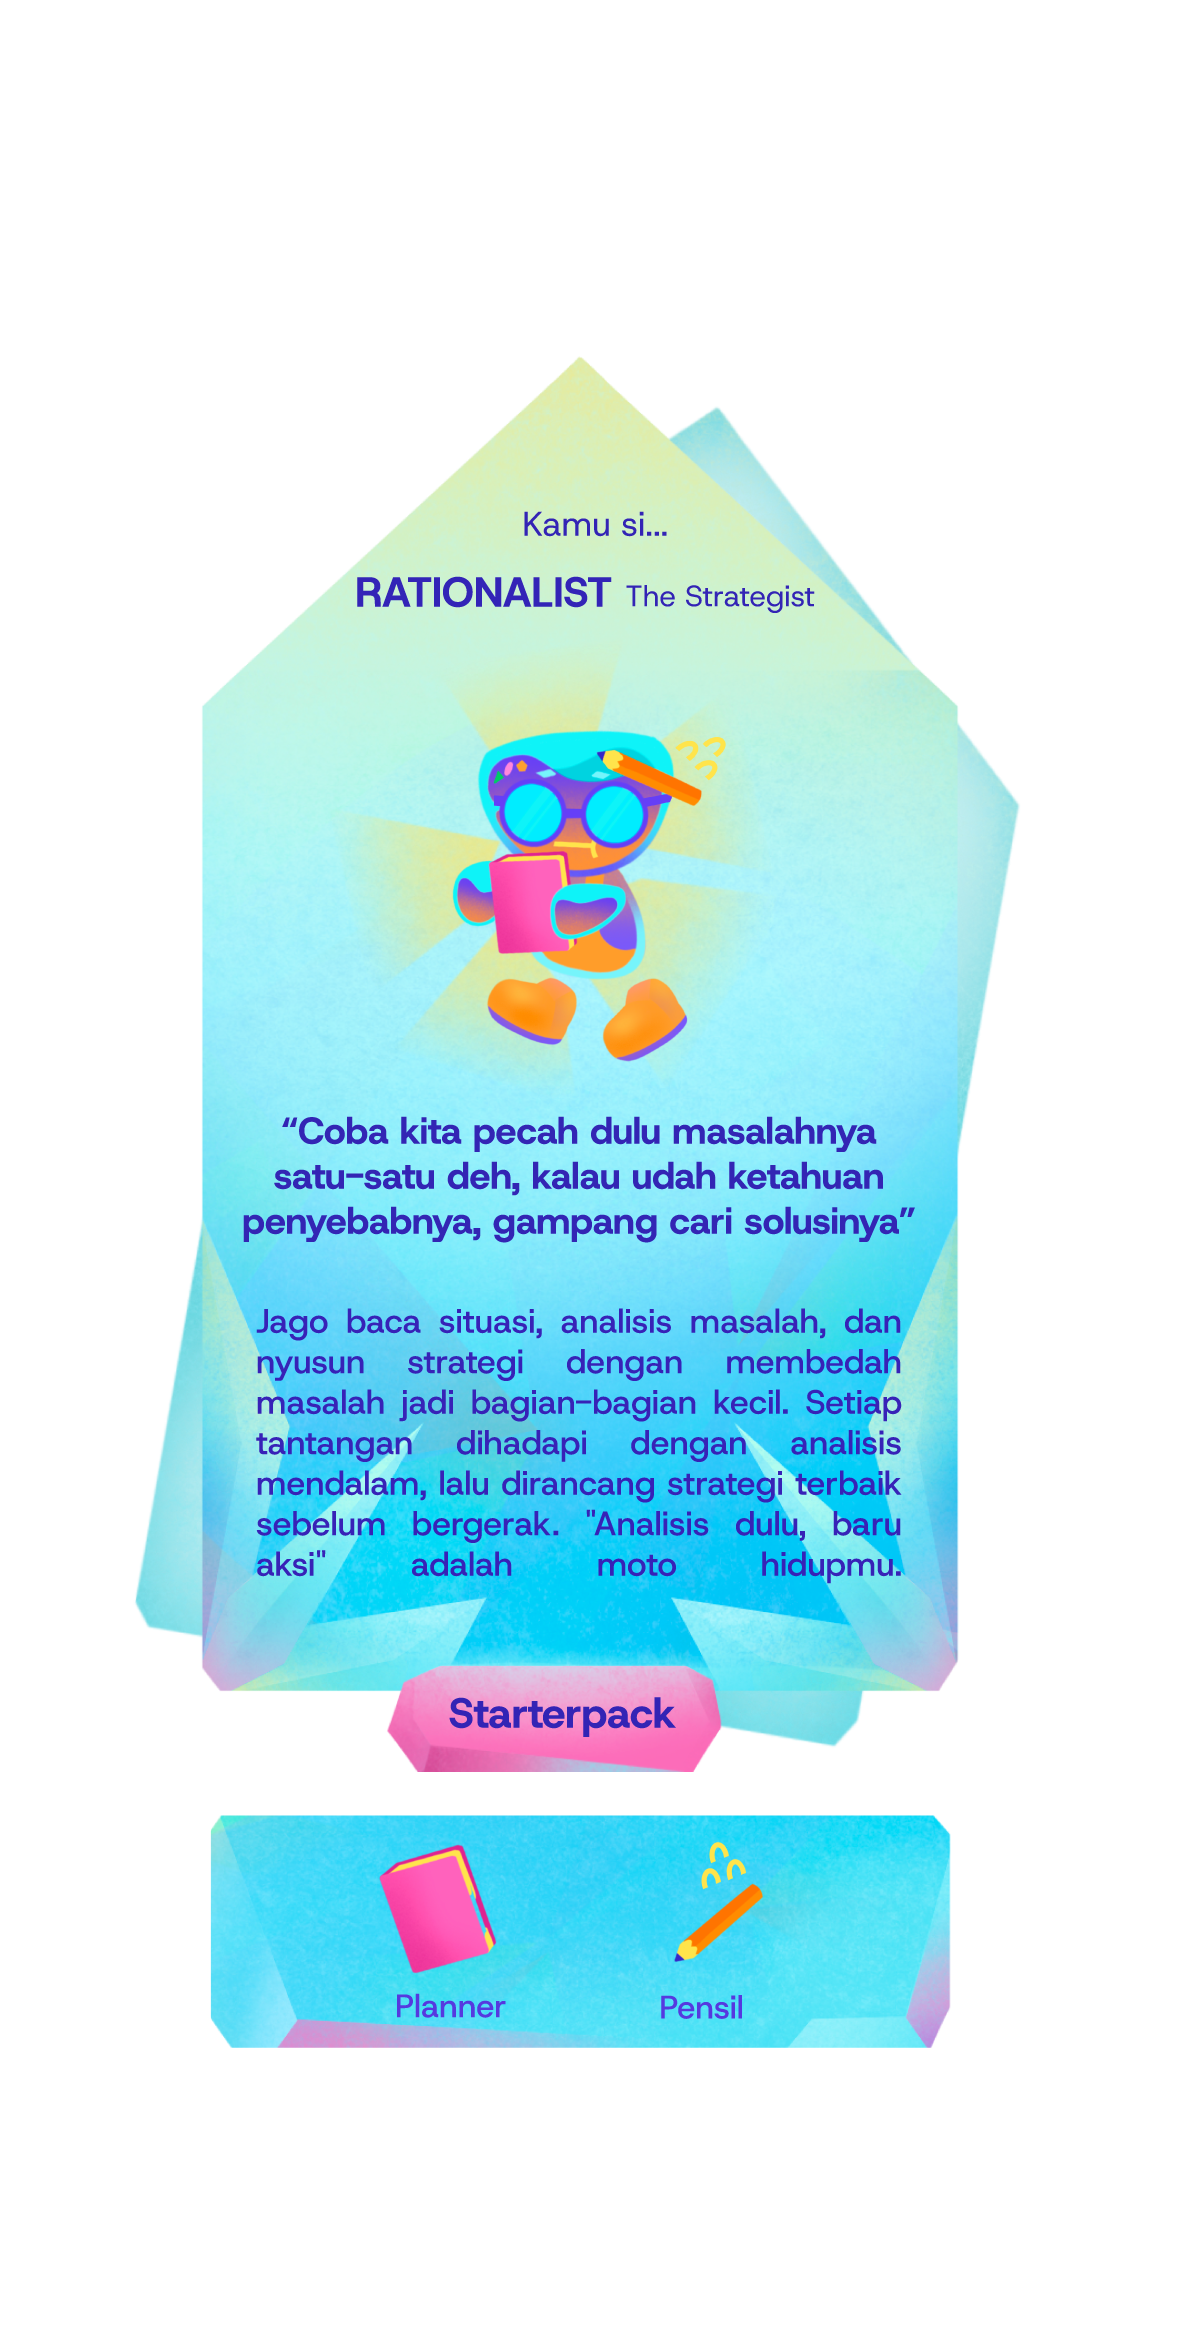 Kamu si...
RATIONALIST The Strategist
“Coba kita pecah dulu masalahnya
satu-satu deh, kalau udah ketahuan
penyebabnya, gampang cari solusinya”
Jago baca situasi, analisis masalah, dan
nyusun strategi dengan membedah
masalah jadi bagian-bagian kecil. Setiap
tantangan dihadapi dengan analisis
mendalam, lalu dirancang strategi terbaik
sebelum bergerak. "Analisis dulu, baru
aksi" adalah moto hidupmu.
Starterpack
Planner Pensil